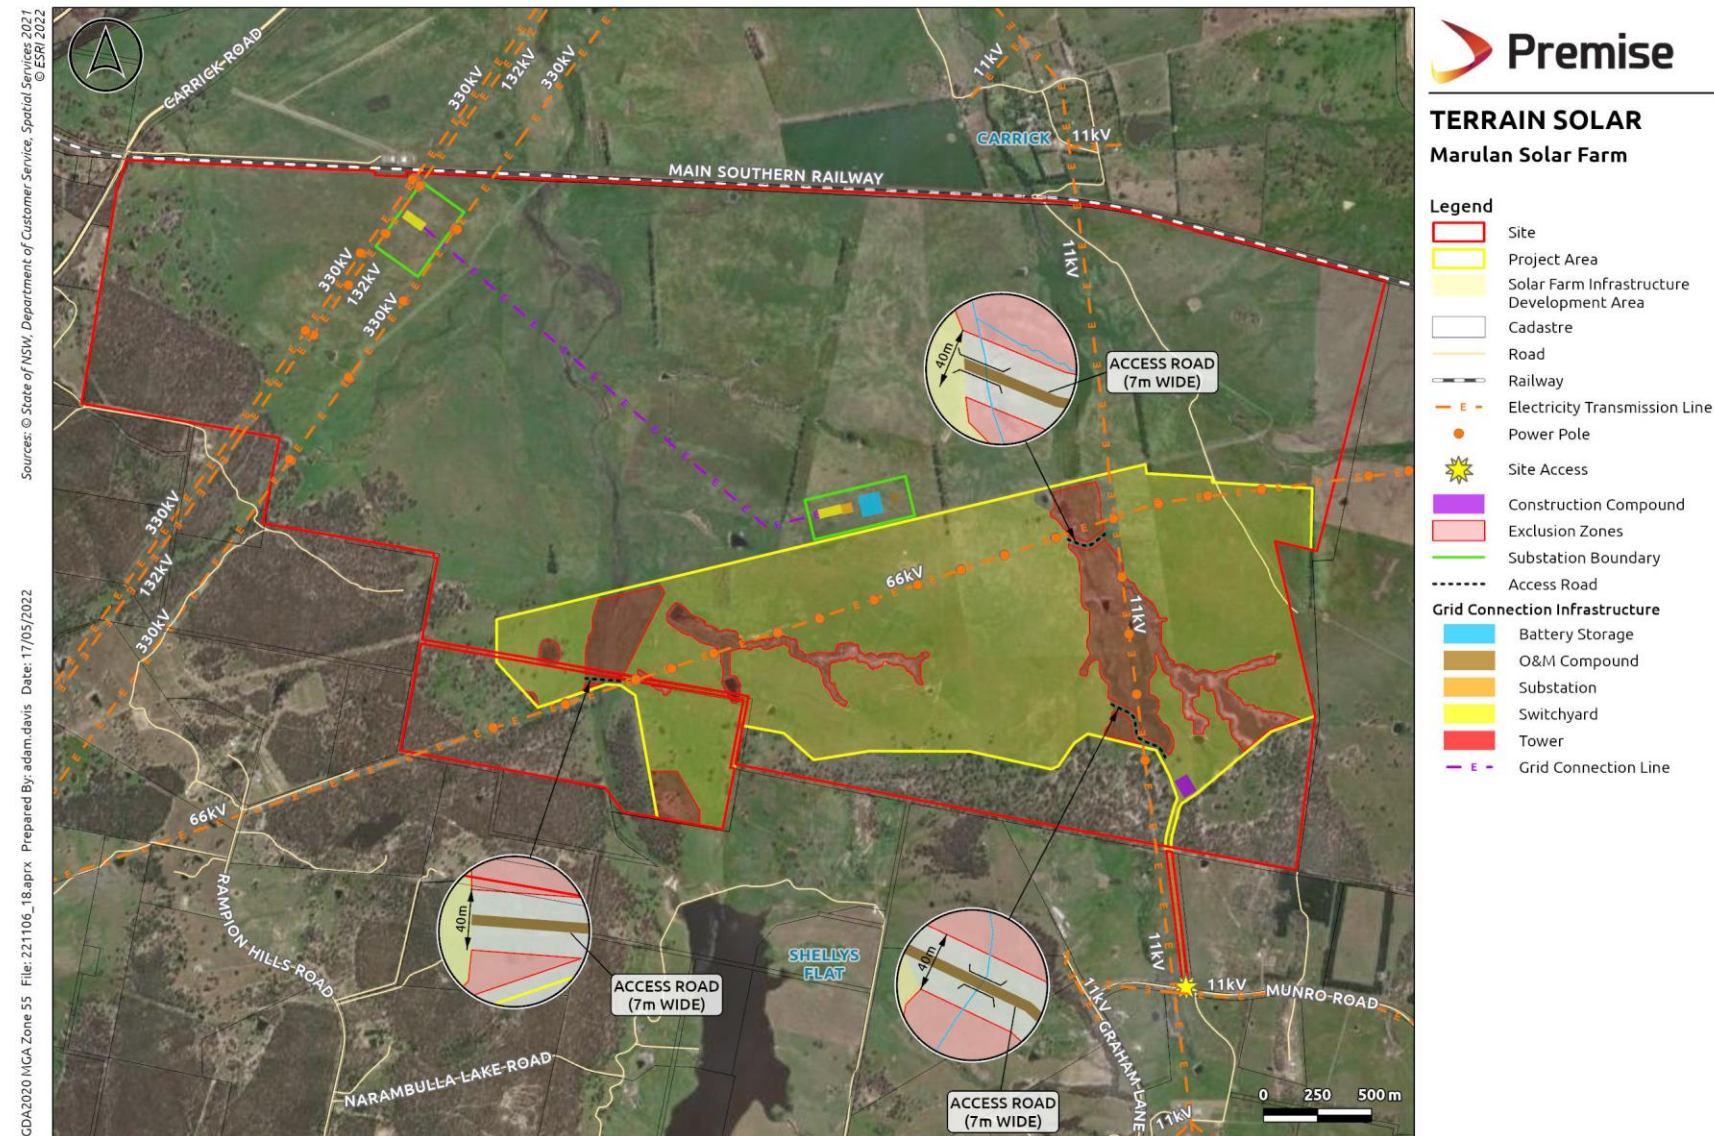 Sources: © State of NSW, Department of Customer Service, Spatial Services 2021
© ESRI 2022
GDA2020 MGA Zone 55 File: 221106_18.aprx Prepared By: adam.davis Date: 17/05/2022
CARRICK ROAD
330kV
132kV
330kV
11kV
CARRICK
11kV
MAIN SOUTHERN RAILWAY
330kV
132kV
330kV
11kV
40m
ACCESS ROAD
(7m WIDE)
330kV
132kV
330kV
66kV
11kV
66kV
RAMPION HILLS ROAD
40m
ACCESS ROAD
(7m WIDE)
SHELLYS
FLAT
40m
11kV
11kV
11kV
MUNRO ROAD
GRAHAM LANE
NARAMBULLA LAKE ROAD
ACCESS ROAD
(7m WIDE)
11kV
0 250 500 m
Premise
TERRAIN SOLAR
Marulan Solar Farm
Legend
Site
Project Area
Solar Farm Infrastructure
Development Area
Cadastre
Road
Railway
E Electricity Transmission Line
Power Pole
Site Access
Construction Compound
Exclusion Zones
Substation Boundary
Access Road
Grid Connection Infrastructure
Battery Storage
O&M Compound
Substation
Switchyard
Tower
E Grid Connection Line